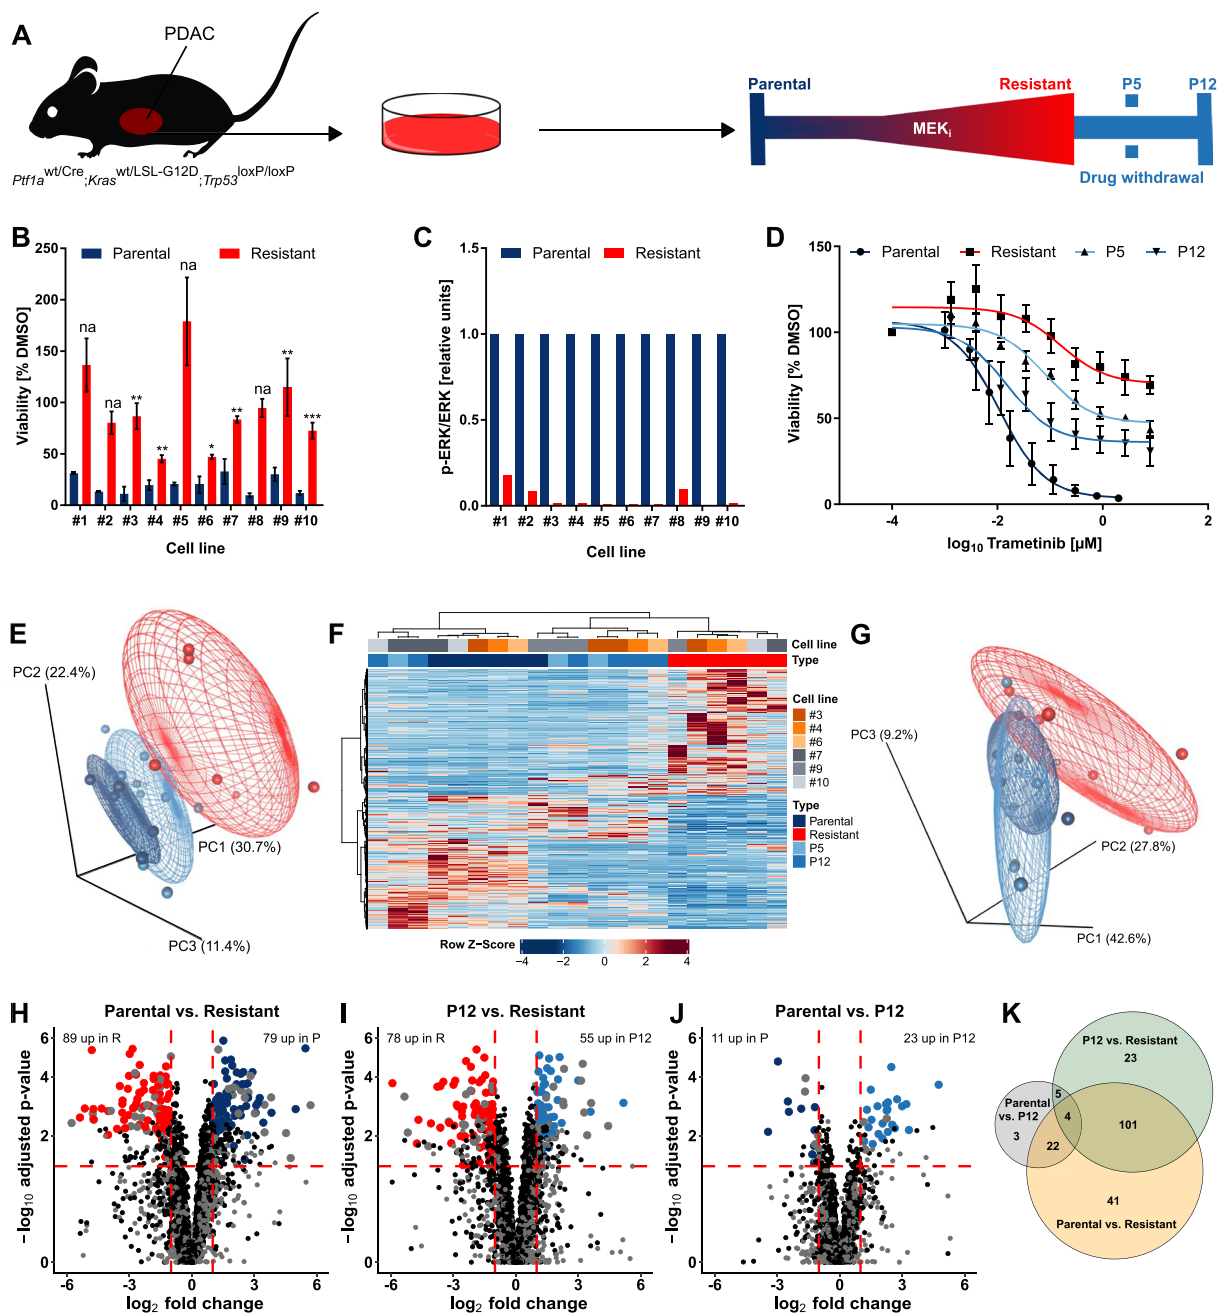 A
PDAC
Ptf1a wt/Cre ;Kras wt/LSL-G12D ;Trp53 loxP/loxP
Parental
Resistant
P5
P12
MEKi
Drug withdrawal
B
Parental
Resistant
Viability [% DMSO]
250
200
150
100
50
0
na
na
**
**
na
*
**
na
**
***
#1 #2 #3 #4 #5 #6 #7 #8 #9 #10
Cell line
C
Parental
Resistant
p-ERK/ERK [relative units]
1.5
1.0
0.5
0.0
#1 #2 #3 #4 #5 #6 #7 #8 #9 #10
Cell line
D
Parental
Resistant
P5
P12
Viability [% DMSO]
150
100
50
0
-4 -2 0 2
log10 Trametinib [µM]
E
PC2 (22.4%)
PC1 (30.7%)
PC3 (11.4%)
F
Cell line
Type
Cell line
#3
#4
#6
#7
#9
#10
Type
Parental
Resistant
P5
P12
Row Z−Score
−4 −2 0 2 4
G
PC3 (9.2%)
PC2 (27.8%)
PC1 (42.6%)
H
Parental vs. Resistant
89 up in R
79 up in P
−log10 adjusted p-value
6
4
2
0
-6 -3 0 3 6
log2 fold change
I
P12 vs. Resistant
78 up in R
55 up in P12
−log10 adjusted p-value
6
4
2
0
-6 -3 0 3 6
log2 fold change
J
Parental vs. P12
11 up in P
23 up in P12
−log10 adjusted p-value
6
4
2
0
-6 -3 0 3 6
log2 fold change
K
P12 vs. Resistant
23
5
Parental
vs. P12
4
3
22
101
41
Parental vs. Resistant